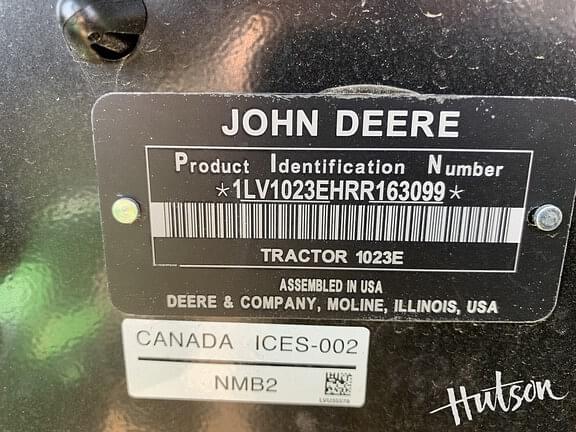 JOHN DEERE
Product Identification Number
*1LV1023EHRR163099*
TRACTOR 1023E
ASSEMBLED IN USA
DEERE & COMPANY, MOLINE, ILLINOIS, USA
CANADA ICES-002
NMB2
Hutson